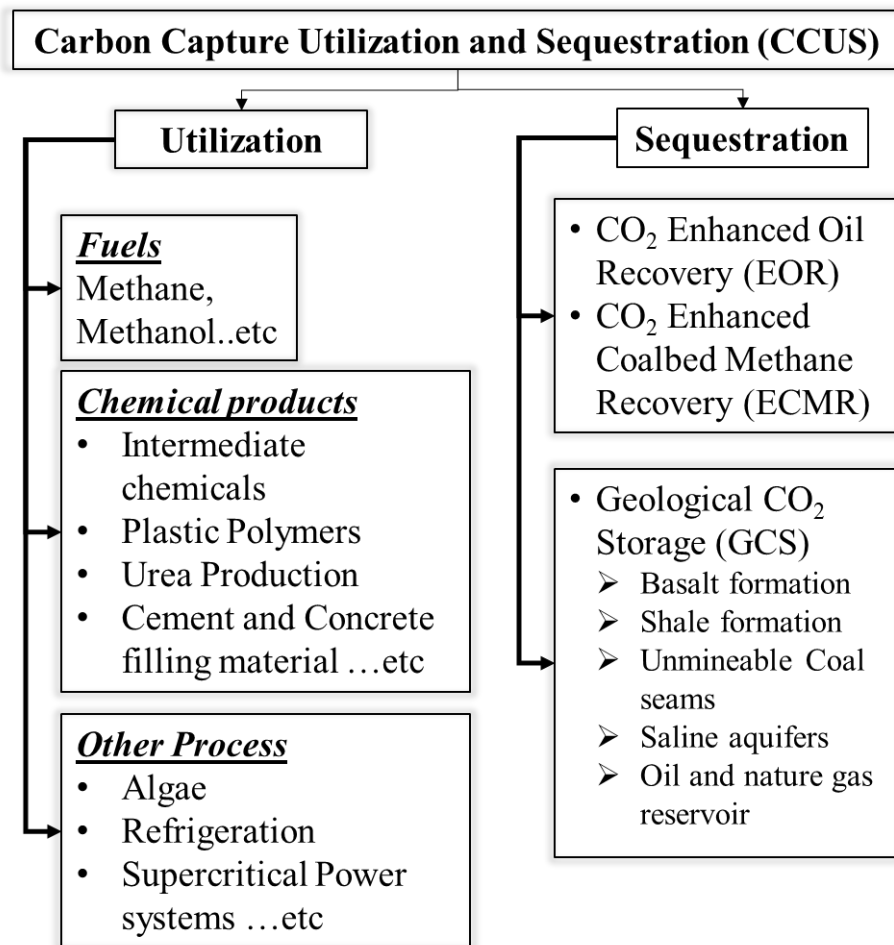 Carbon Capture Utilization and Sequestration (CCUS)
Utilization
Fuels
Methane,
Methanol..etc
Chemical products
• Intermediate
chemicals
• Plastic Polymers
• Urea Production
• Cement and Concrete
filling material …etc
Other Process
• Algae
• Refrigeration
• Supercritical Power
systems …etc
Sequestration
• CO₂ Enhanced Oil
Recovery (EOR)
• CO₂ Enhanced
Coalbed Methane
Recovery (ECMR)
• Geological CO₂
Storage (GCS)
➢ Basalt formation
➢ Shale formation
➢ Unmineable Coal
seams
➢ Saline aquifers
➢ Oil and nature gas
reservoir